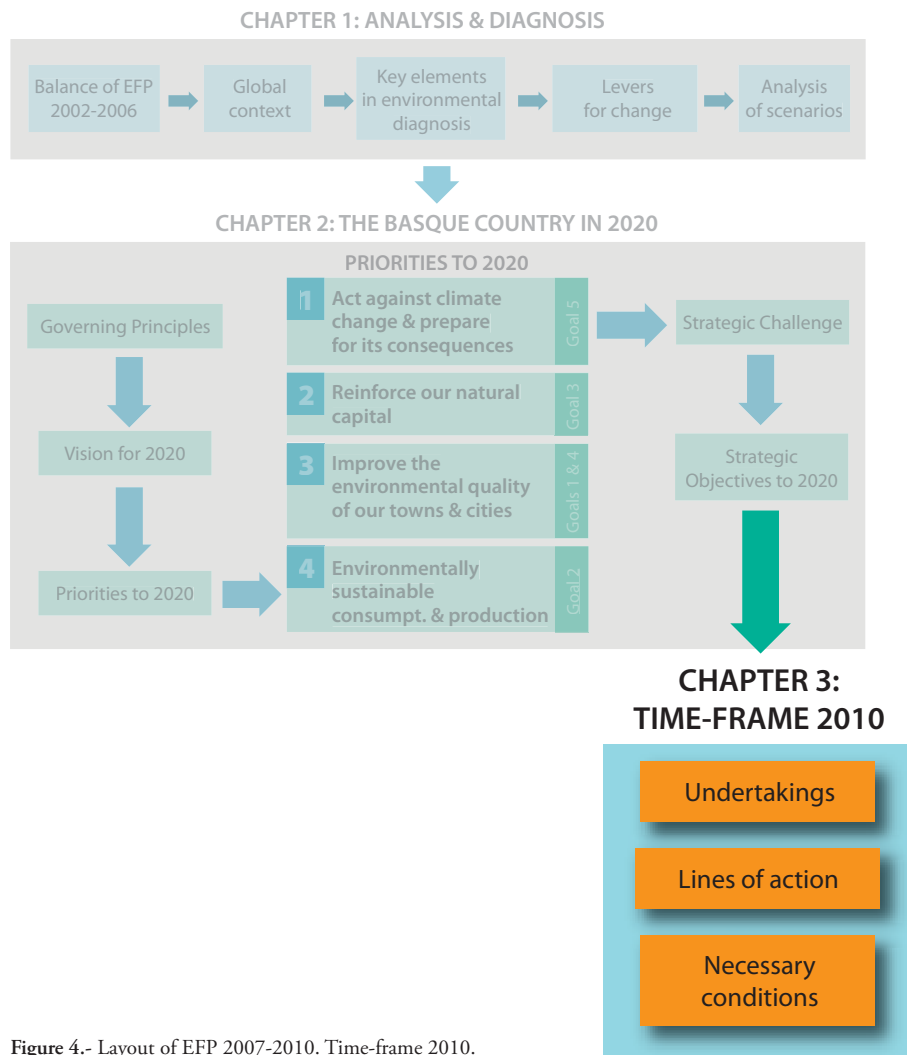 CHAPTER 1: ANALYSIS & DIAGNOSIS
Balance of EFP
2002-2006
Global
context
Key elements
in environmental
diagnosis
Levers
for change
Analysis
of scenarios
CHAPTER 2: THE BASQUE COUNTRY IN 2020
Governing Principles
Vision for 2020
Priorities to 2020
PRIORITIES TO 2020
1
Act against climate
change & prepare
for its consequences
Goal 5
2
Reinforce our natural
capital
Goal 3
3
Improve the
environmental quality
of our towns & cities
Goals 1 & 4
4
Environmentally
sustainable
consumpt. & production
Goal 2
Strategic Challenge
Strategic
Objectives to 2020
CHAPTER 3:
TIME-FRAME 2010
Undertakings
Lines of action
Necessary
conditions
Figure 4.- Layout of EFP 2007-2010. Time-frame 2010.